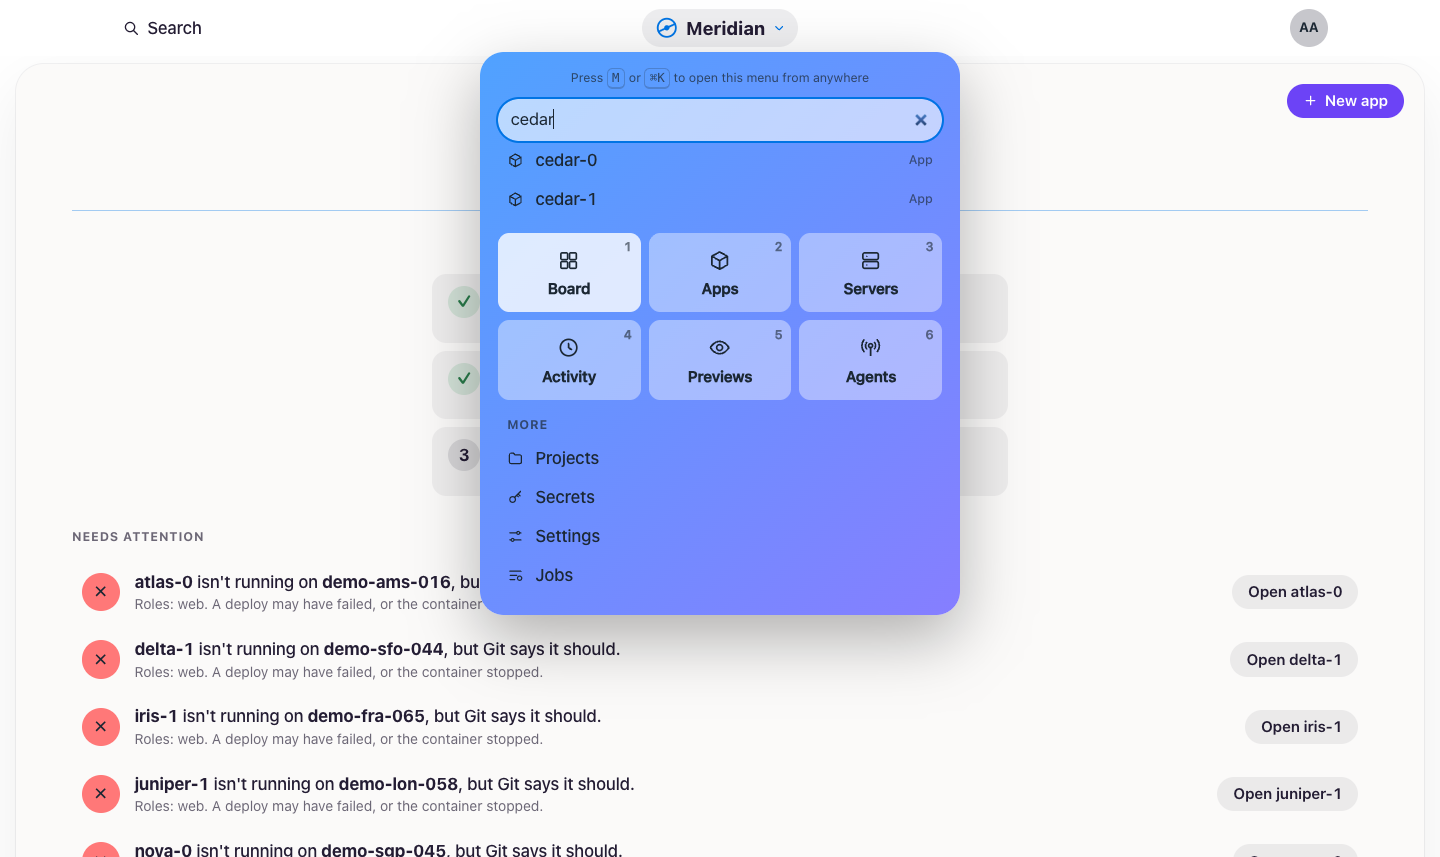 Search
Meridian
AA
Press M or ⌘K to open this menu from anywhere
New app
cedar
cedar-0 App
cedar-1 App
1 Board
2 Apps
3 Servers
4 Activity
5 Previews
6 Agents
MORE
Projects
Secrets
Settings
Jobs
3
NEEDS ATTENTION
atlas-0 isn't running on demo-ams-016, bu
Roles: web. A deploy may have failed, or the container
Open atlas-0
delta-1 isn't running on demo-sfo-044, but Git says it should.
Roles: web. A deploy may have failed, or the container stopped.
Open delta-1
iris-1 isn't running on demo-fra-065, but Git says it should.
Roles: web. A deploy may have failed, or the container stopped.
Open iris-1
juniper-1 isn't running on demo-lon-058, but Git says it should.
Roles: web. A deploy may have failed, or the container stopped.
Open juniper-1
nova-0 isn't running on demo-sgp-045, but Git says it should.